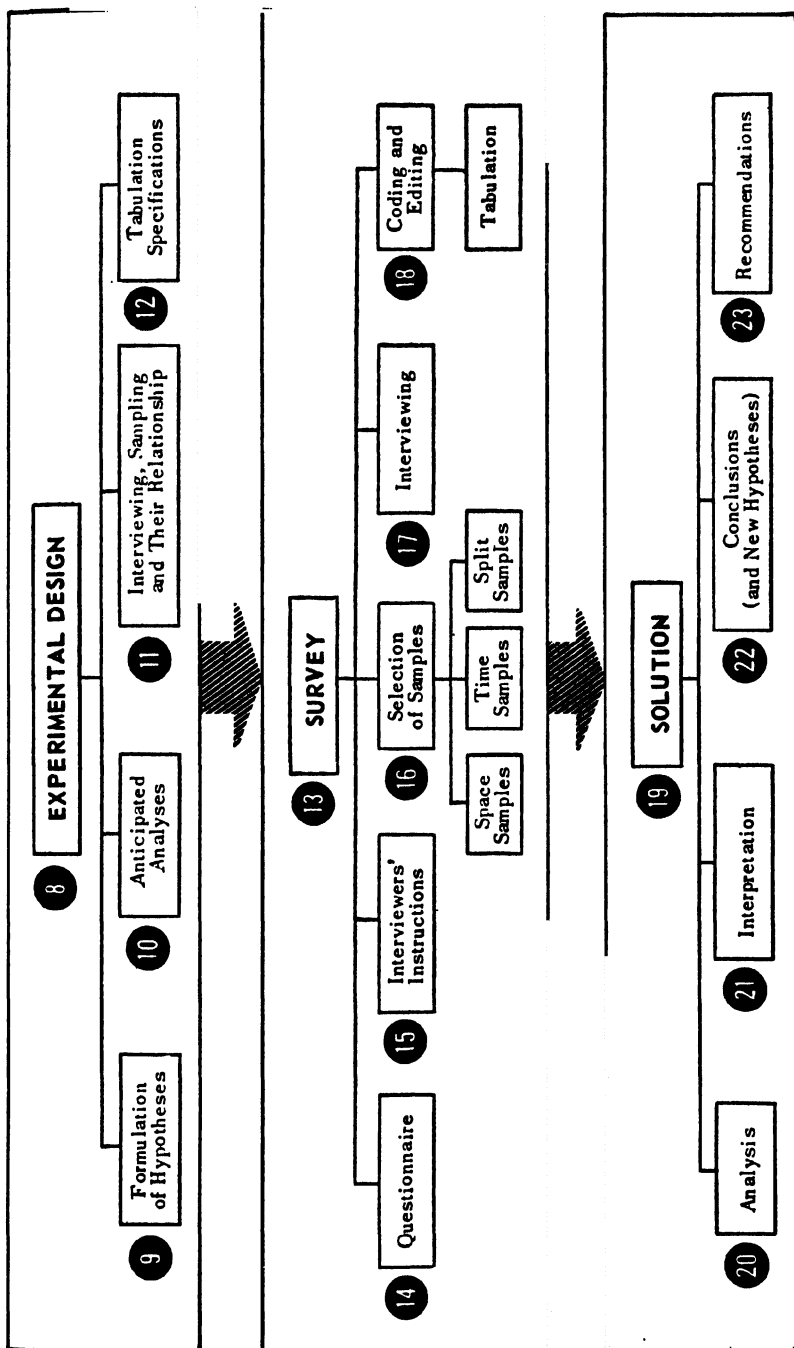 8
EXPERIMENTAL DESIGN
9
Formulation
of Hypotheses
10
Anticipated
Analyses
11
Interviewing, Sampling
and Their Relationship
12
Tabulation
Specifications
13
SURVEY
14
Questionnaire
15
Interviewers'
Instructions
16
Selection
of Samples
Space
Samples
Time
Samples
Split
Samples
17
Interviewing
18
Coding and
Editing
Tabulation
19
SOLUTION
20
Analysis
21
Interpretation
22
Conclusions
(and New Hypotheses)
23
Recommendations